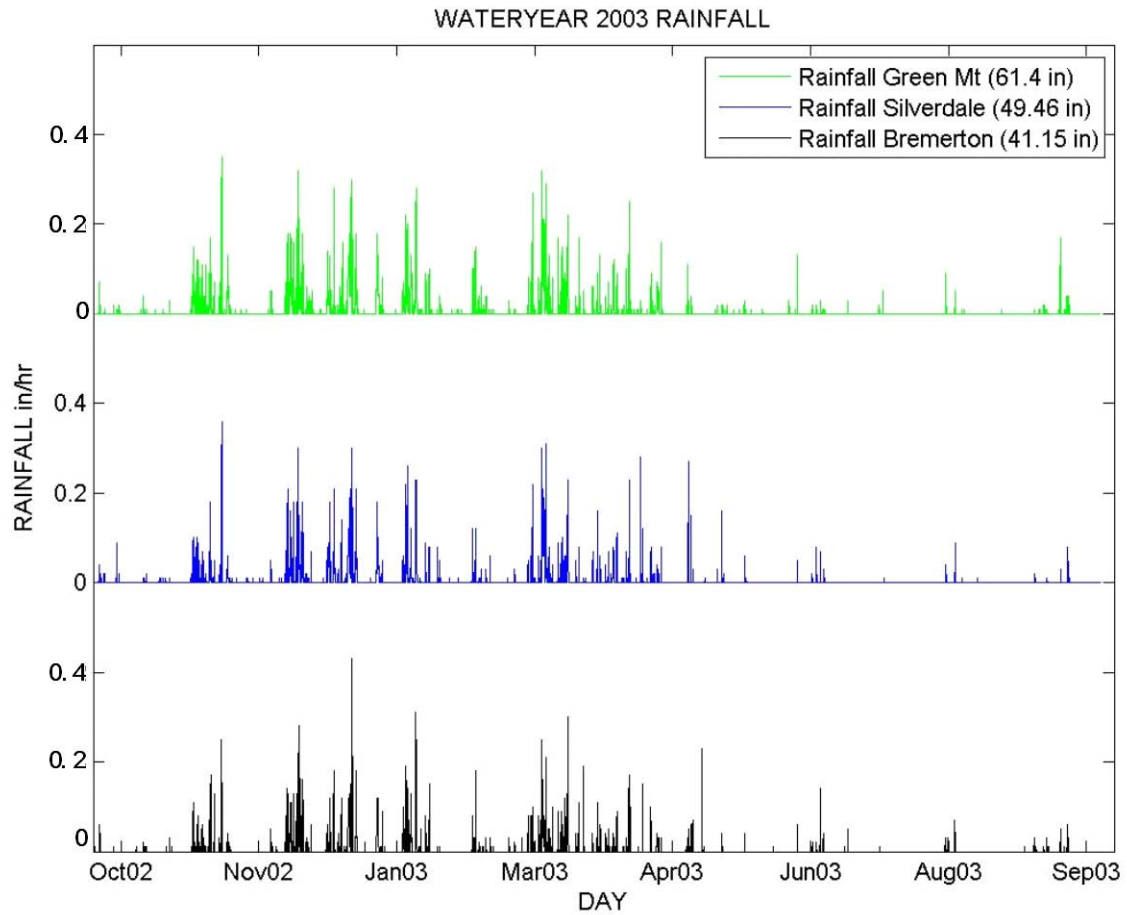 WATERYEAR 2003 RAINFALL
Rainfall Green Mt (61.4 in)
Rainfall Silverdale (49.46 in)
Rainfall Bremerton (41.15 in)
0.4
0.2
0
0.4
0.2
0
0.4
0.2
0
RAINFALL in/hr
Oct02 Nov02 Jan03 Mar03 Apr03 Jun03 Aug03 Sep03
DAY